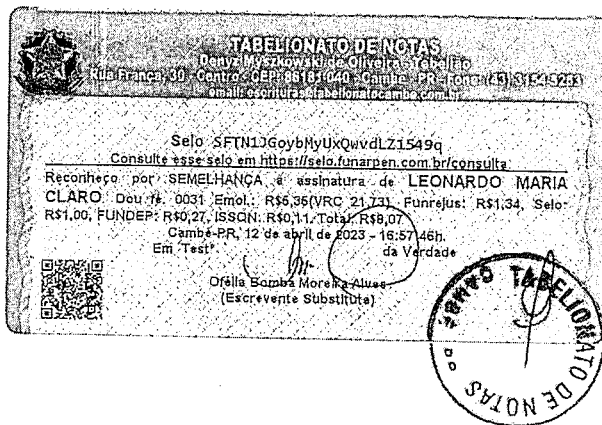 TABELIONATO DE NOTAS
Denyz Myszkowski de Oliveira - Tabelião
Rua França, 30 - Centro - CEP: 86181-040 - Cambé - PR - Fone: (43) 3154-9283
email: escrituras@tabelionatocambe.com.br
Selo SFTN1JGoybMyUxQwvdLZ1549q
Consulte esse selo em https://selo.funarpen.com.br/consulta
Reconheço por SEMELHANÇA a assinatura de LEONARDO MARIA
CLARO. Dou fé. 0031 Emol.: R$5,35(VRC 21,73), Funrejus: R$1,34, Selo:
R$1,00, FUNDEP: R$0,27, ISSQN: R$0,11. Total: R$8,07
Cambé-PR, 12 de abril de 2023 - 16:57:46h.
Em Test° da Verdade
Ofélia Bomba Moreira Alves
(Escrevente Substituta)
TABELIONATO DE NOTAS